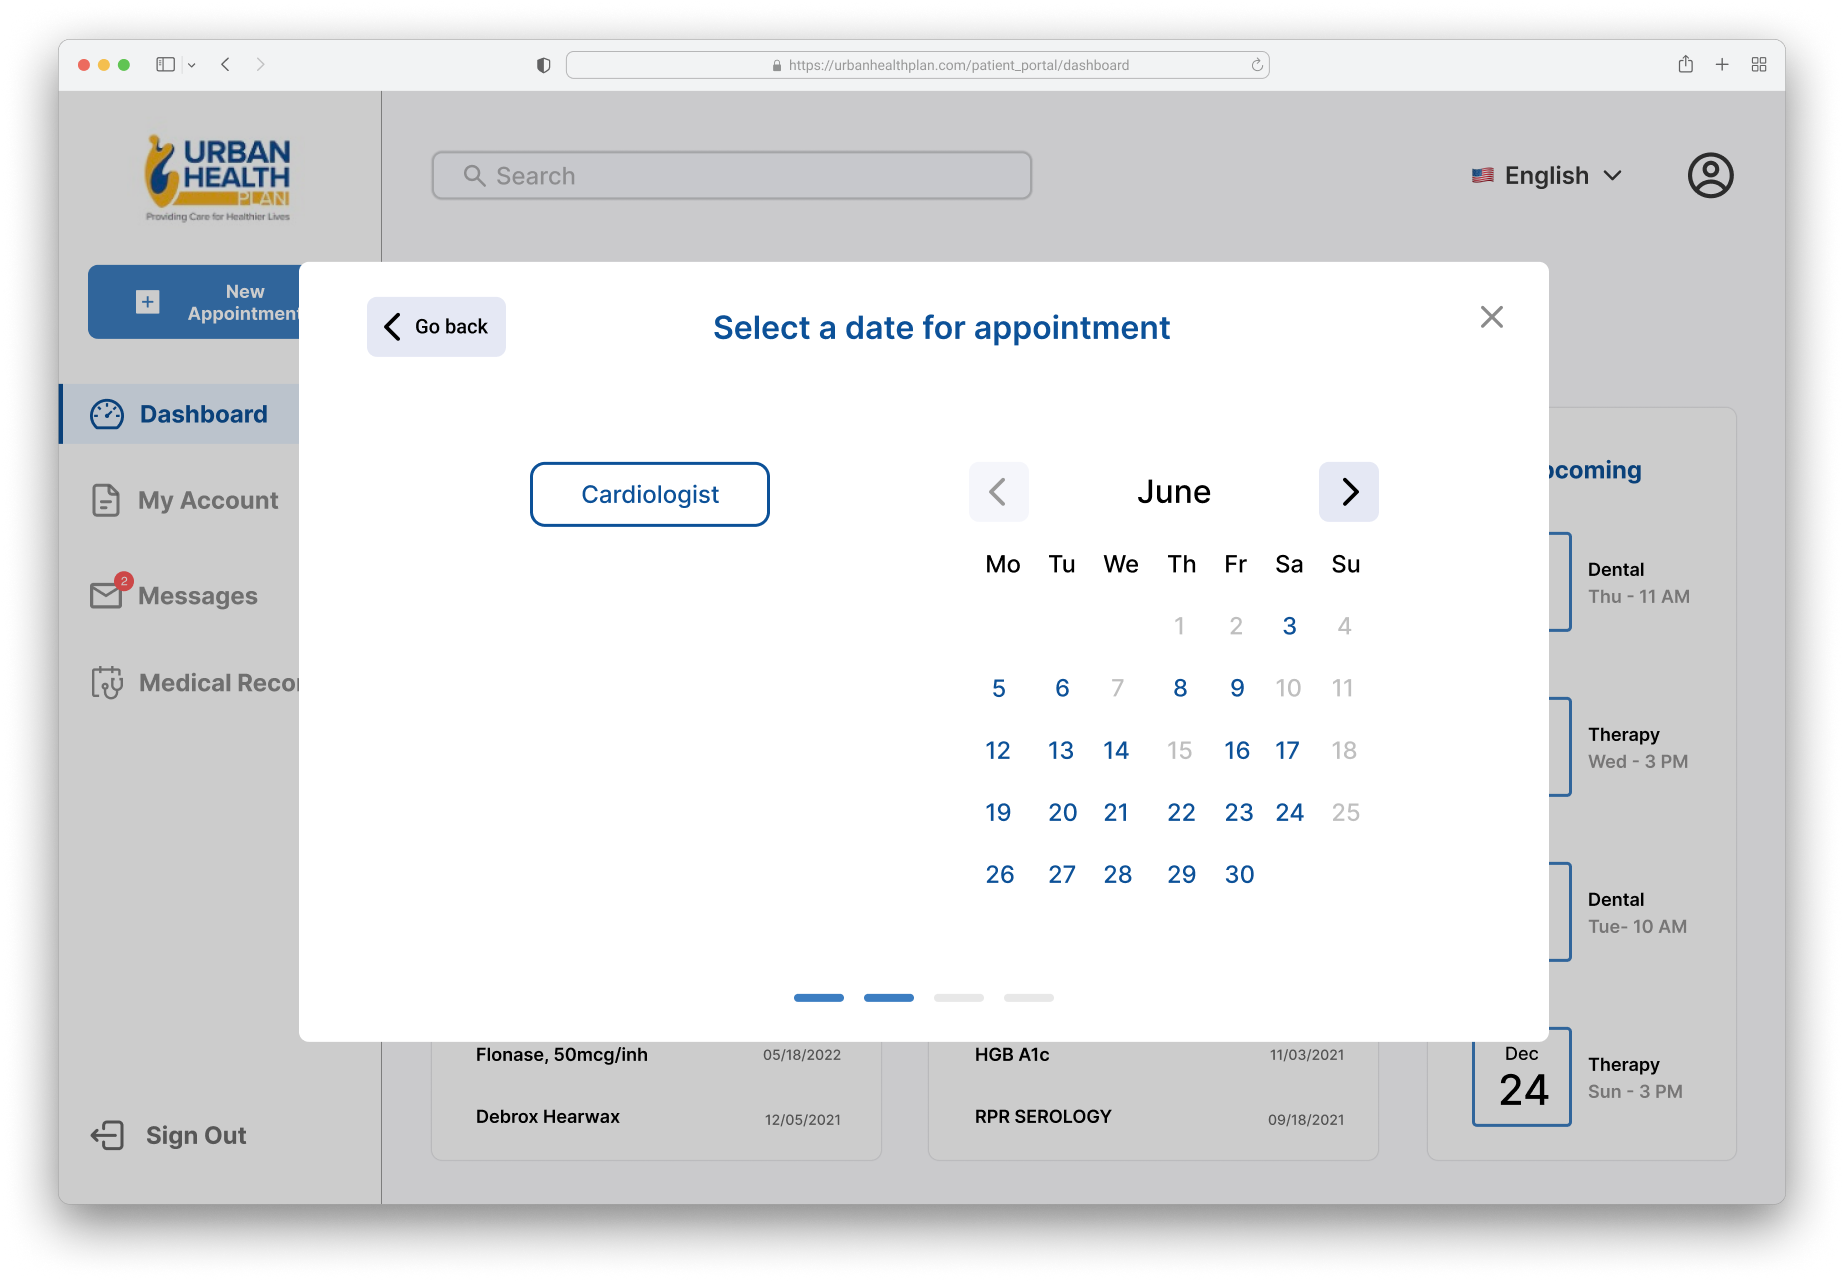 https://urbanhealthplan.com/patient_portal/dashboard
URBAN
HEALTH
PLAN
Providing Care for Healthier Lives
Search
English
New
Appointment
Go back
Select a date for appointment
Dashboard
My Account
2
Messages
Medical Recor
Sign Out
Cardiologist
June
Mo Tu We Th Fr Sa Su
1 2 3 4
5 6 7 8 9 10 11
12 13 14 15 16 17 18
19 20 21 22 23 24 25
26 27 28 29 30
pcoming
Dental
Thu - 11 AM
Therapy
Wed - 3 PM
Dental
Tue- 10 AM
Dec
24
Therapy
Sun - 3 PM
Flonase, 50mcg/inh 05/18/2022
Debrox Hearwax 12/05/2021
HGB A1c 11/03/2021
RPR SEROLOGY 09/18/2021